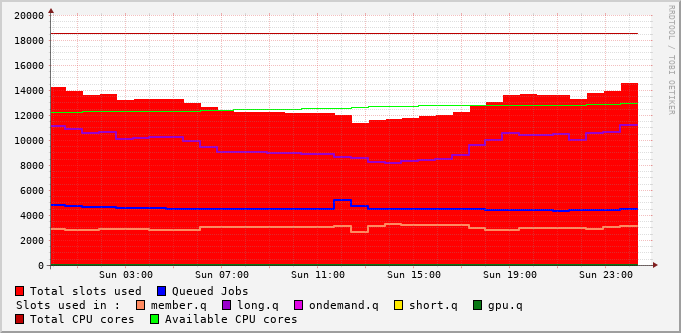 20000
18000
16000
14000
12000
10000
8000
6000
4000
2000
0
Sun 03:00 Sun 07:00 Sun 11:00 Sun 15:00 Sun 19:00 Sun 23:00
Total slots used Queued Jobs
Slots used in : member.q long.q ondemand.q short.q gpu.q
Total CPU cores Available CPU cores
RRDTOOL / TOBI OETIKER